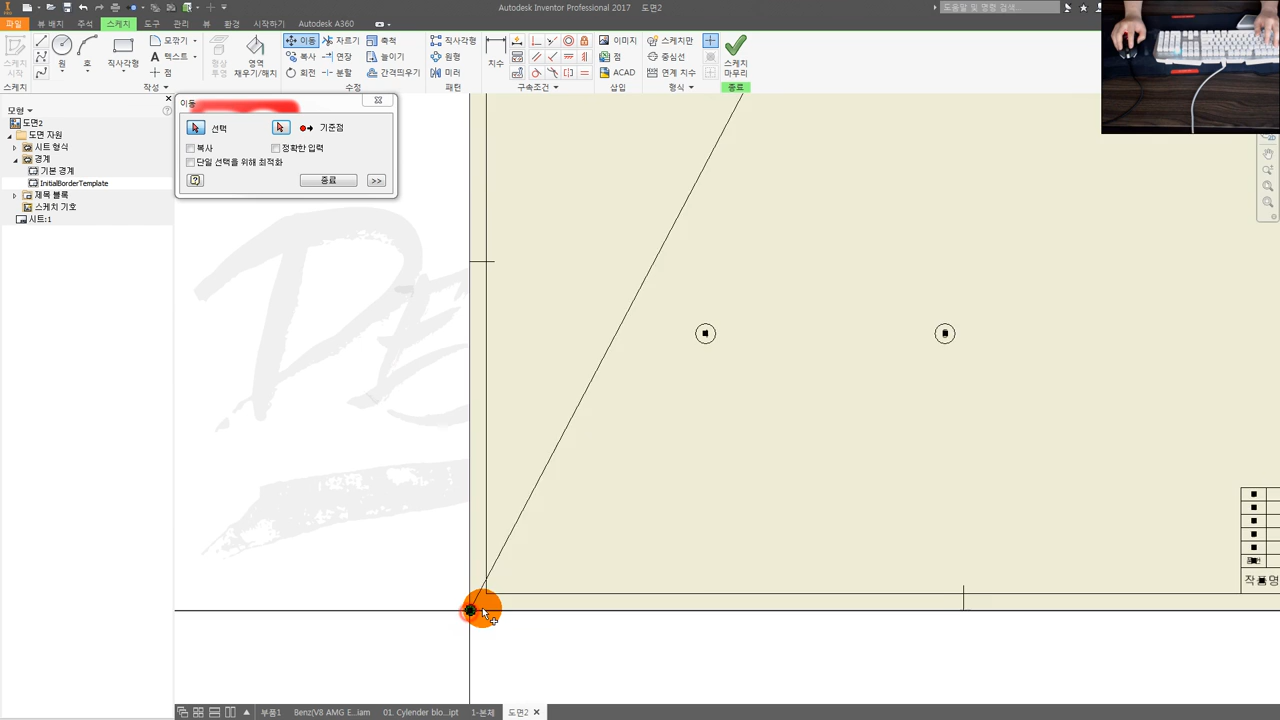 Autodesk Inventor Professional 2017 도면2
도움말 및 명령 검색...
파일 뷰 배치 주석 스케치 도구 관리 뷰 환경 시작하기 Autodesk A360
스케치 시작
원
호
직사각형
모깎기
텍스트
점
형상 투영
영역 채우기/해치
이동
복사
회전
자르기
연장
분할
축척
늘이기
간격띄우기
직사각형
원형
미러
치수
이미지
점
ACAD
스케치만
중심선
연계 치수
스케치 마무리
스케치 작성 수정 패턴 구속조건 삽입 형식 종료
모형
도면2
도면 자원
시트 형식
경계
기본 경계
InitialBorderTemplate
제목 블록
스케치 기호
시트:1
이동
선택 기준점
복사 정확한 입력
단일 선택을 위해 최적화
종료 >>
품번
작품명
부품1 Benz(V8 AMG E...iam 01. Cylender blo...ipt 1-본체 도면2